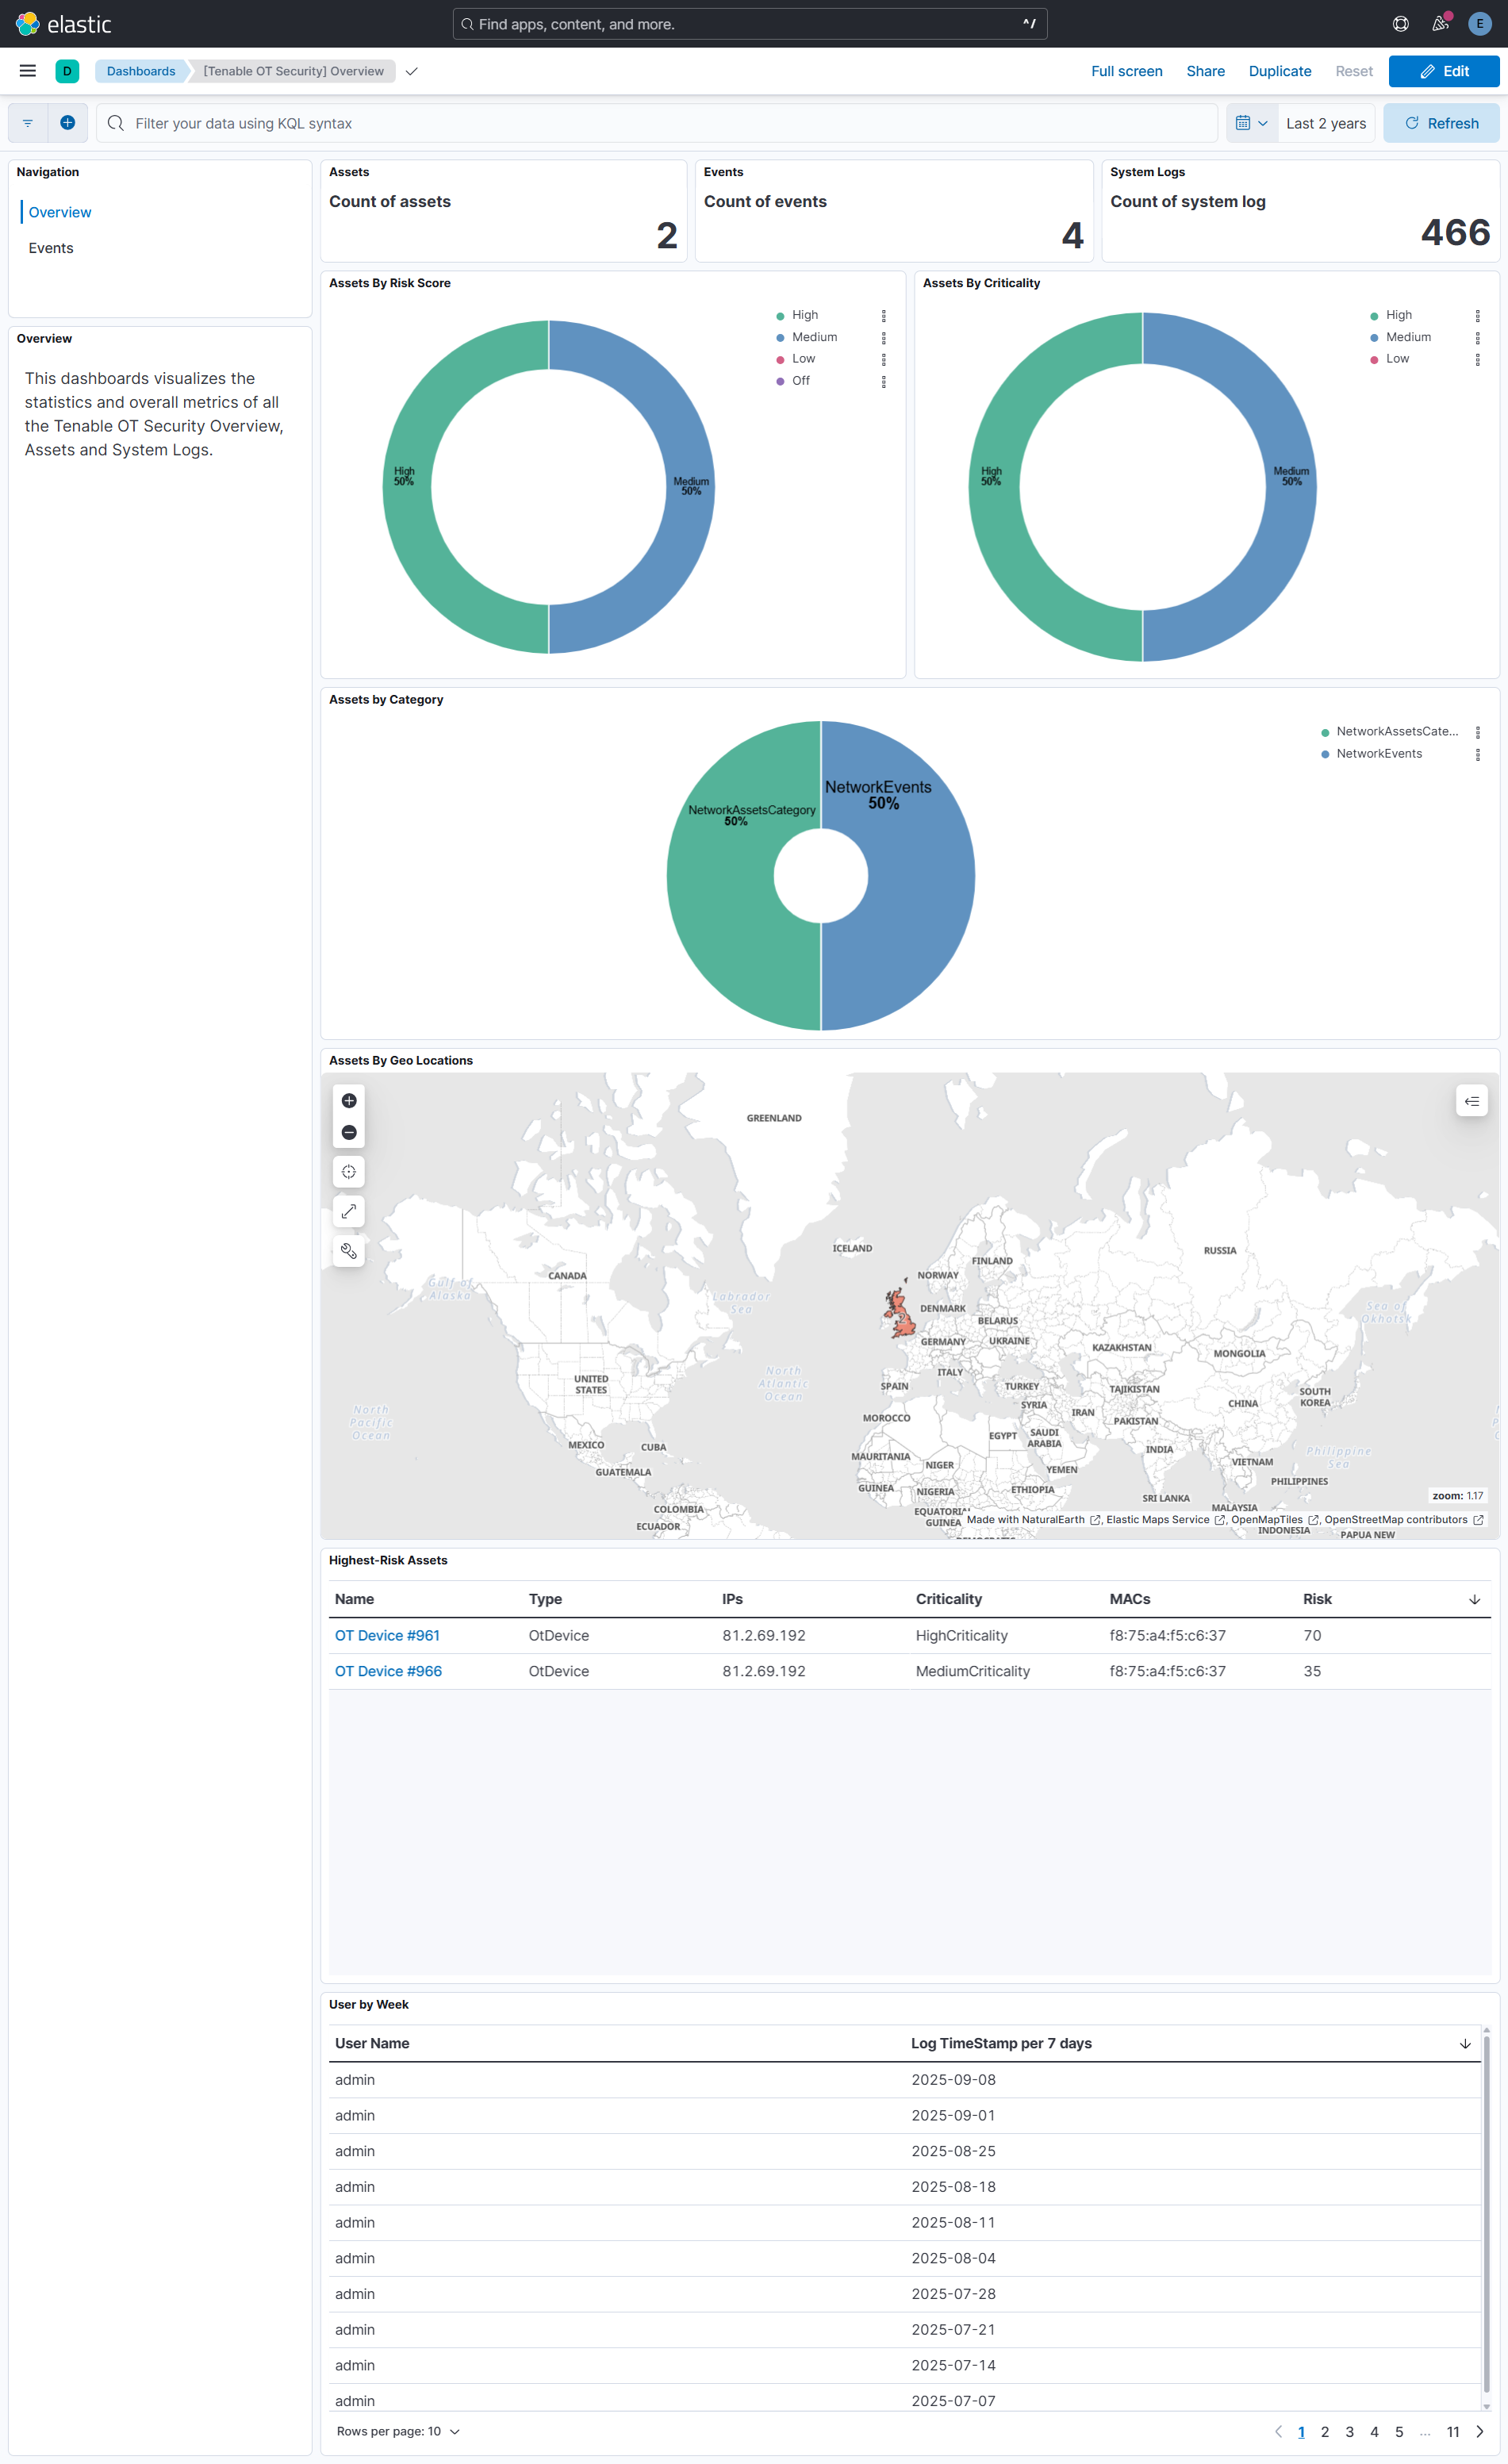 elastic
Find apps, content, and more.
^/
E
D
Dashboards
[Tenable OT Security] Overview
Full screen
Share
Duplicate
Reset
Edit
Filter your data using KQL syntax
Last 2 years
Refresh
Navigation
Overview
Events
Overview
This dashboards visualizes the
statistics and overall metrics of all
the Tenable OT Security Overview,
Assets and System Logs.
Assets
Count of assets
2
Events
Count of events
4
System Logs
Count of system log
466
Assets By Risk Score
High
50%
Medium
50%
High
Medium
Low
Off
Assets By Criticality
High
50%
Medium
50%
High
Medium
Low
Assets by Category
NetworkAssetsCategory
50%
NetworkEvents
50%
NetworkAssetsCate...
NetworkEvents
Assets By Geo Locations
GREENLAND
ICELAND
FINLAND
RUSSIA
NORWAY
CANADA
Gulf of
Alaska
Labrador
Sea
DENMARK
BELARUS
Sea of
Okhotsk
GERMANY
UKRAINE
KAZAKHSTAN
MONGOLIA
ITALY
North
Atlantic
Ocean
UNITED
STATES
SPAIN
TURKEY
TAJIKISTAN
SOUTH
KOREA
SYRIA
CHINA
North
Pacific
Ocean
MOROCCO
IRAN
PAKISTAN
EGYPT
SAUDI
ARABIA
MEXICO
CUBA
MAURITANIA
INDIA
Philippine
Sea
NIGER
YEMEN
VIETNAM
GUATEMALA
PHILIPPINES
GUINEA
NIGERIA
ETHIOPIA
SRI LANKA
MALAYSIA
COLOMBIA
EQUATORIAL
GUINEA
ECUADOR
INDONESIA
PAPUA NEW
zoom: 1.17
Made with NaturalEarth , Elastic Maps Service , OpenMapTiles , OpenStreetMap contributors
Highest-Risk Assets
Name Type IPs Criticality MACs Risk
OT Device #961 OtDevice 81.2.69.192 HighCriticality f8:75:a4:f5:c6:37 70
OT Device #966 OtDevice 81.2.69.192 MediumCriticality f8:75:a4:f5:c6:37 35
User by Week
User Name Log TimeStamp per 7 days
admin 2025-09-08
admin 2025-09-01
admin 2025-08-25
admin 2025-08-18
admin 2025-08-11
admin 2025-08-04
admin 2025-07-28
admin 2025-07-21
admin 2025-07-14
admin 2025-07-07
Rows per page: 10
1 2 3 4 5 ... 11